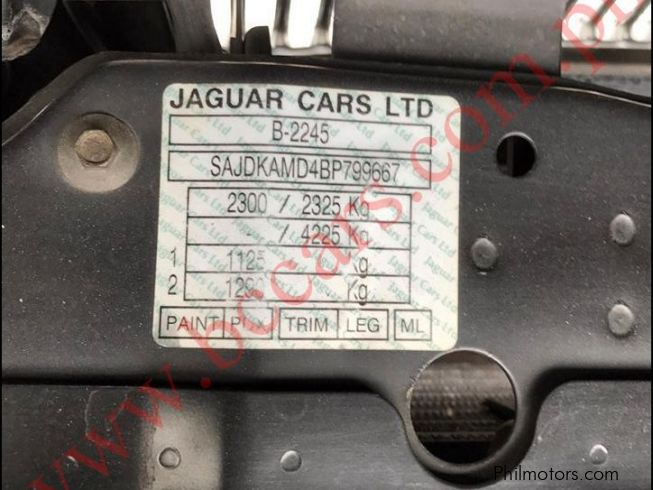 JAGUAR CARS LTD
B-2245
SAJDKAMD4BP799667
2300 / 2325 Kg
/ 4225 Kg
1 1125 Kg
2 Kg
PAINT TRIM LEG ML
www.bccars.com.ph
Philmotors.com